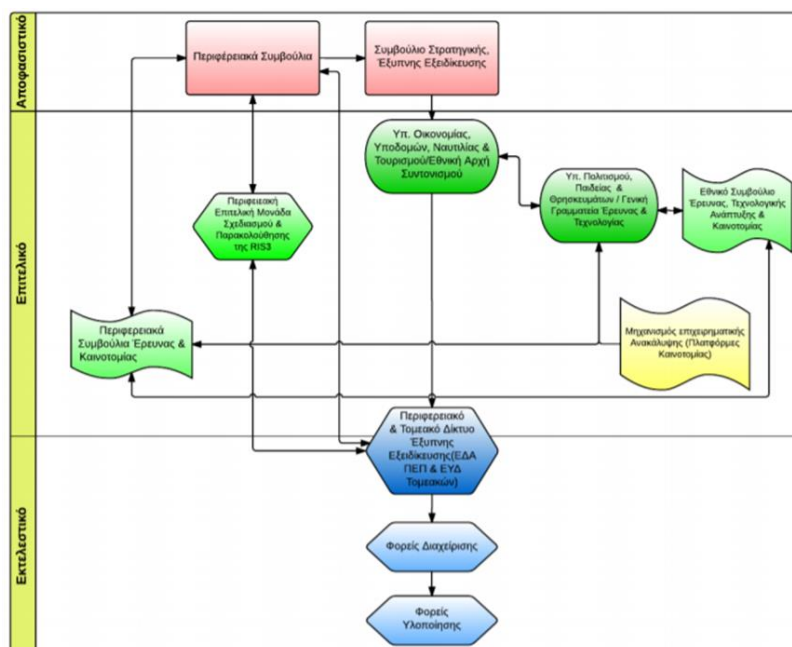 Αποφασιστικό
Περιφέρειακά Συμβούλια
Συμβούλιο Στρατηγικής,
Έξυπνης Εξειδίκευσης
Επιτελικό
Υπ. Οικονομίας,
Υποδομών, Ναυτιλίας &
Τουρισμού/Εθνική Αρχή
Συντονισμού
Υπ. Πολιτισμού,
Παιδείας &
Θρησκευμάτων / Γενική
Γραμματεία Έρευνας &
Τεχνολογίας
Εθνικό Συμβούλιο
Έρευνας, Τεχνολογικής
Ανάπτυξης &
Καινοτομίας
Περιφειεακή
Επιτελική Μονάδα
Σχεδιασμού &
Παρακολούθησης
της RIS3
Περιφερειακά
Συμβούλια Έρευνας &
Καινοτομίας
Μηχανισμός επιχειρηματικής
Ανακάλυψης (Πλατφόρμες
Καινοτομίας)
Εκτελεστικό
Περιφερειακό
& Τομεακό Δίκτυο
Έξυπνης
Εξειδίκευσης(ΕΔΑ
ΠΕΠ & ΕΥΔ
Τομεακών)
Φορείς Διαχείρισης
Φορείς
Υλοποίησης